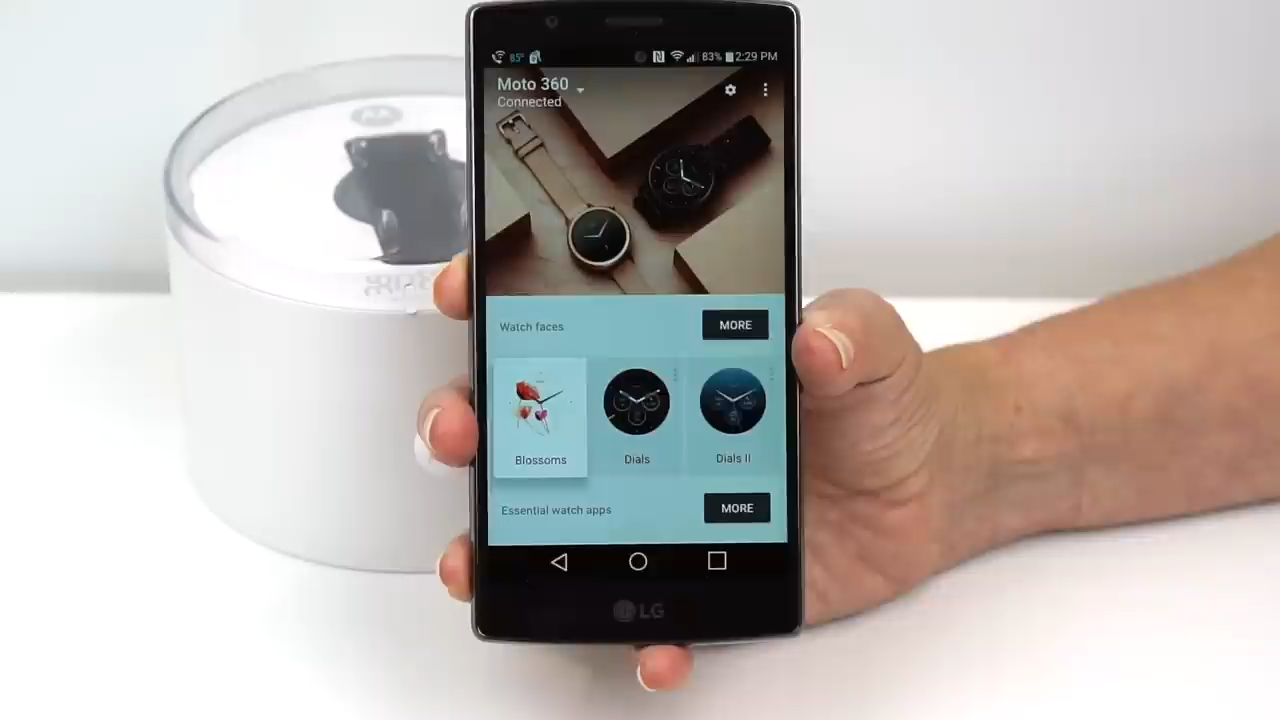 85° 83% 2:29 PM
Moto 360
Connected
Watch faces MORE
Blossoms Dials Dials II
Essential watch apps MORE
LG